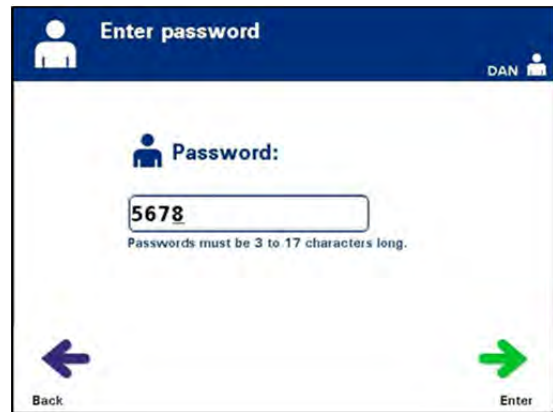 Enter password
DAN
Password:
5678
Passwords must be 3 to 17 characters long.
Back
Enter